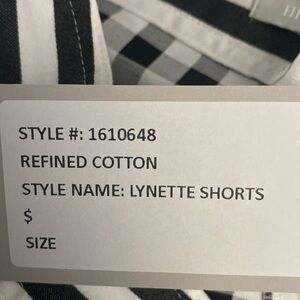 STYLE #: 1610648
REFINED COTTON
STYLE NAME: LYNETTE SHORTS
$
SIZE